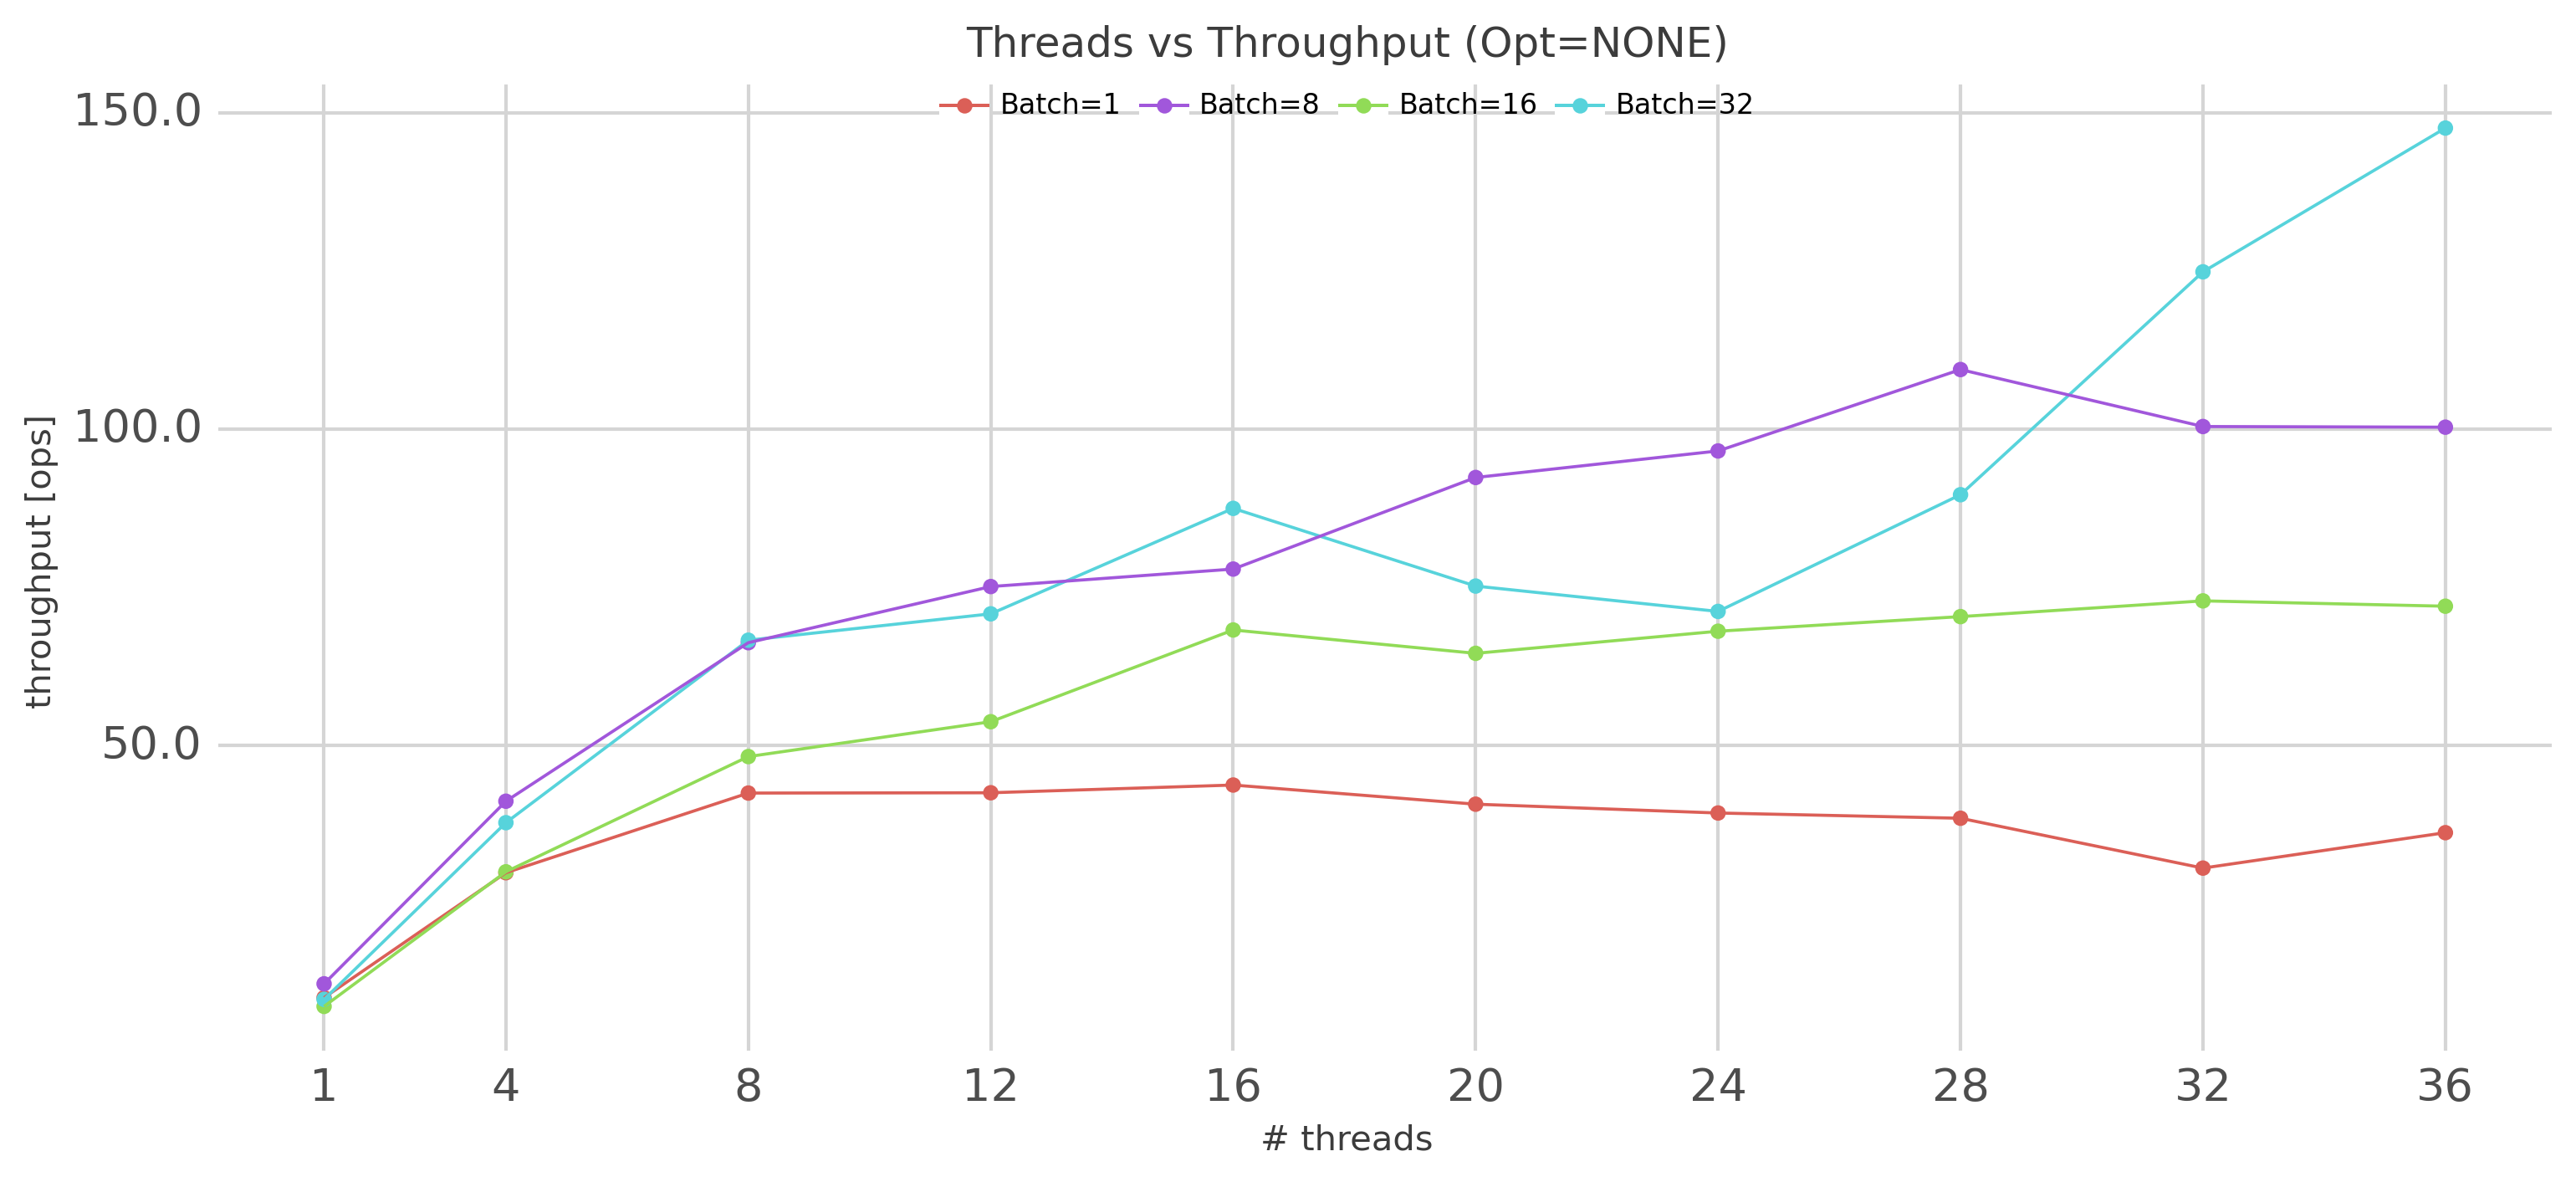 Threads vs Throughput (Opt=NONE)
Batch=1 Batch=8 Batch=16 Batch=32
150.0
100.0
50.0
throughput [ops]
1 4 8 12 16 20 24 28 32 36
# threads